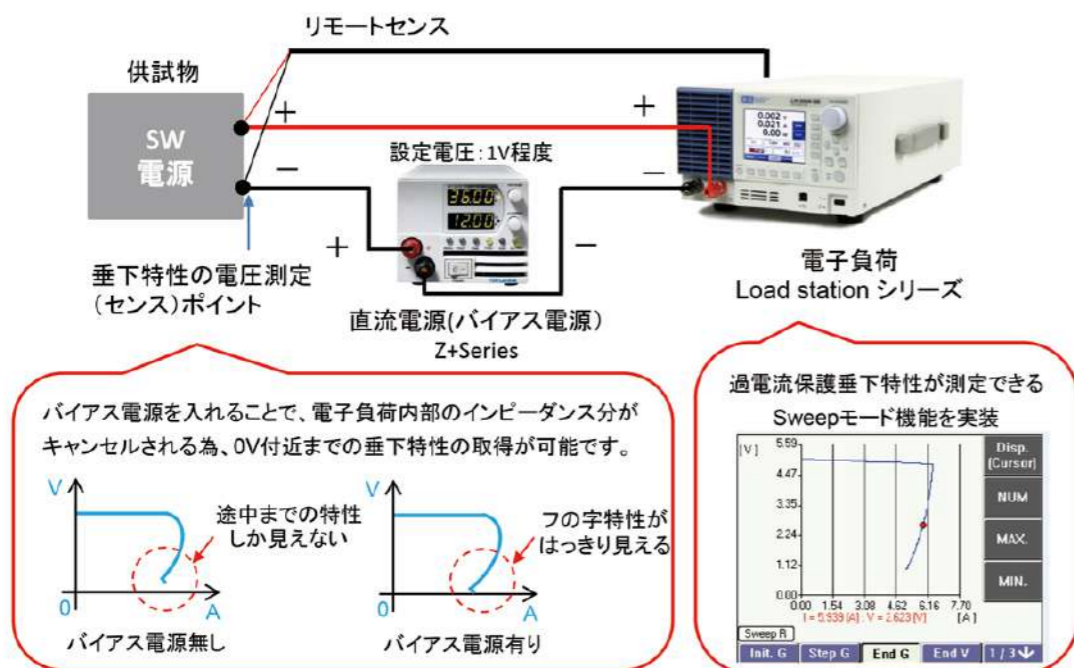 リモートセンス
供試物
SW
電源
+
+
−
設定電圧:1V程度
−
36.00
12.00
0.002 V
0.021 A
0.00 W
+
−
垂下特性の電圧測定
(センス)ポイント
直流電源(バイアス電源)
Z+Series
電子負荷
Load station シリーズ
バイアス電源を入れることで、電子負荷内部のインピーダンス分が
キャンセルされる為、0V付近までの垂下特性の取得が可能です。
V
途中までの特性
しか見えない
0
A
バイアス電源無し
V
フの字特性が
はっきり見える
0
A
バイアス電源有り
過電流保護垂下特性が測定できる
Sweepモード機能を実装
[V]
5.59
4.47
3.35
2.24
1.12
0.00
0.00 1.54 3.08 4.62 6.16 7.70
[A]
I = 5.939 [A] : V = 2.623 [V]
Disp.
(Cursor)
NUM
MAX.
MIN.
Sweep R
Init. G Step G End G End V 1 / 3